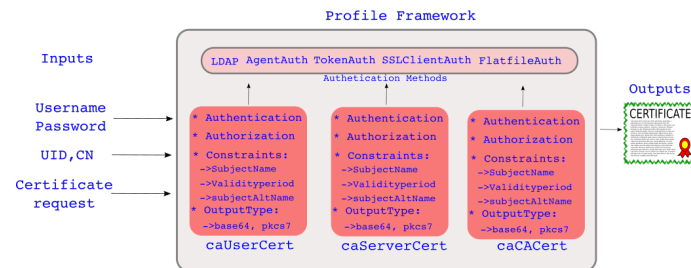 Profile Framework
Inputs
LDAP AgentAuth TokenAuth SSLClientAuth FlatfileAuth
Authetication Methods
Outputs
Username
Password
UID,CN
Certificate
request
* Authentication
* Authorization
* Constraints:
->SubjectName
->Validityperiod
->subjectAltName
* OutputType:
->base64, pkcs7
caUserCert
* Authentication
* Authorization
* Constraints:
->SubjectName
->Validityperiod
->subjectAltName
* OutputType:
->base64, pkcs7
caServerCert
* Authentication
* Authorization
* Constraints:
->SubjectName
->Validityperiod
->subjectAltName
* OutputType:
->base64, pkcs7
caCACert
CERTIFICATE